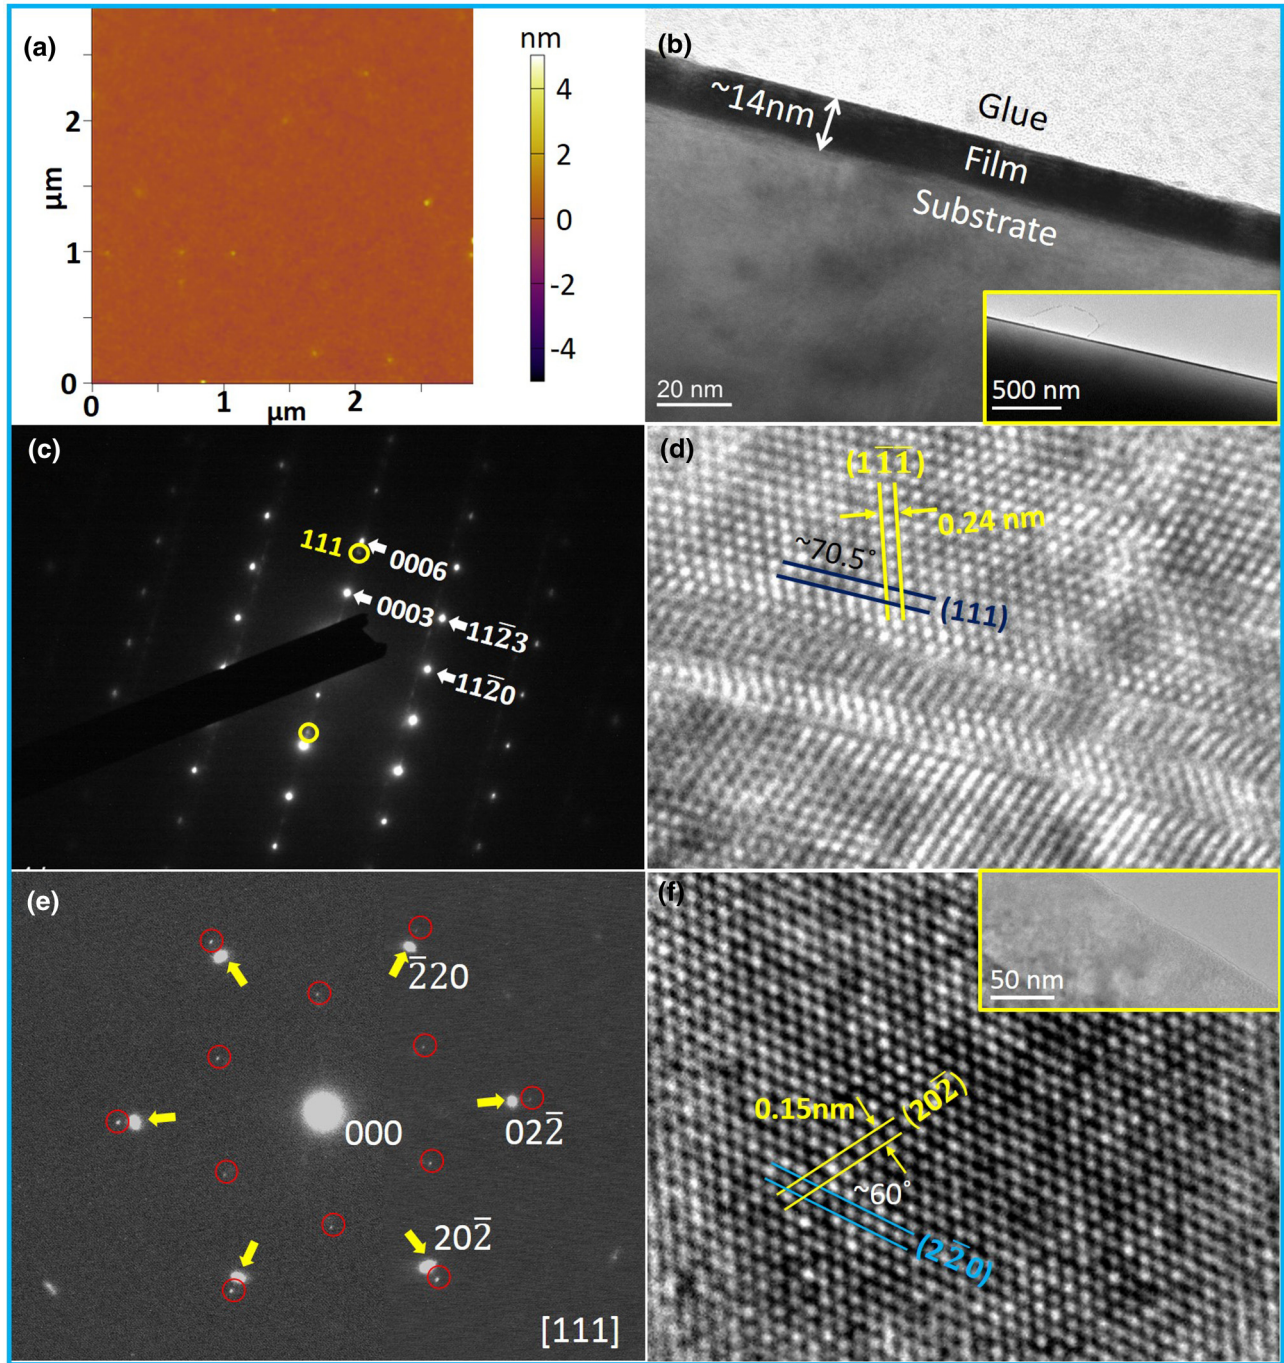 (a)
nm
4
2
0
-2
-4
2
µm
1
0
0
1
2
µm
(b)
~14nm
Glue
Film
Substrate
20 nm
500 nm
(c)
111
0006
0003
112̅3
112̅0
(d)
(11̅1̅)
0.24 nm
~70.5°
(111)
(e)
2̅20
000
022̅
202̅
[111]
(f)
50 nm
0.15nm
(202̅)
~60°
(22̅0)